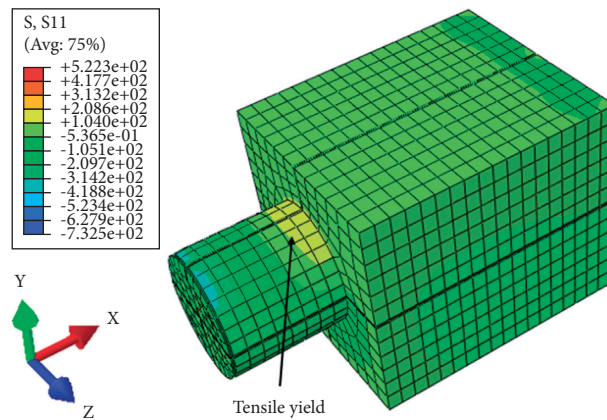 S, S11
(Avg: 75%)
+5.223e+02
+4.177e+02
+3.132e+02
+2.086e+02
+1.040e+02
-5.365e-01
-1.051e+02
-2.097e+02
-3.142e+02
-4.188e+02
-5.234e+02
-6.279e+02
-7.325e+02
Y
X
Z
Tensile yield